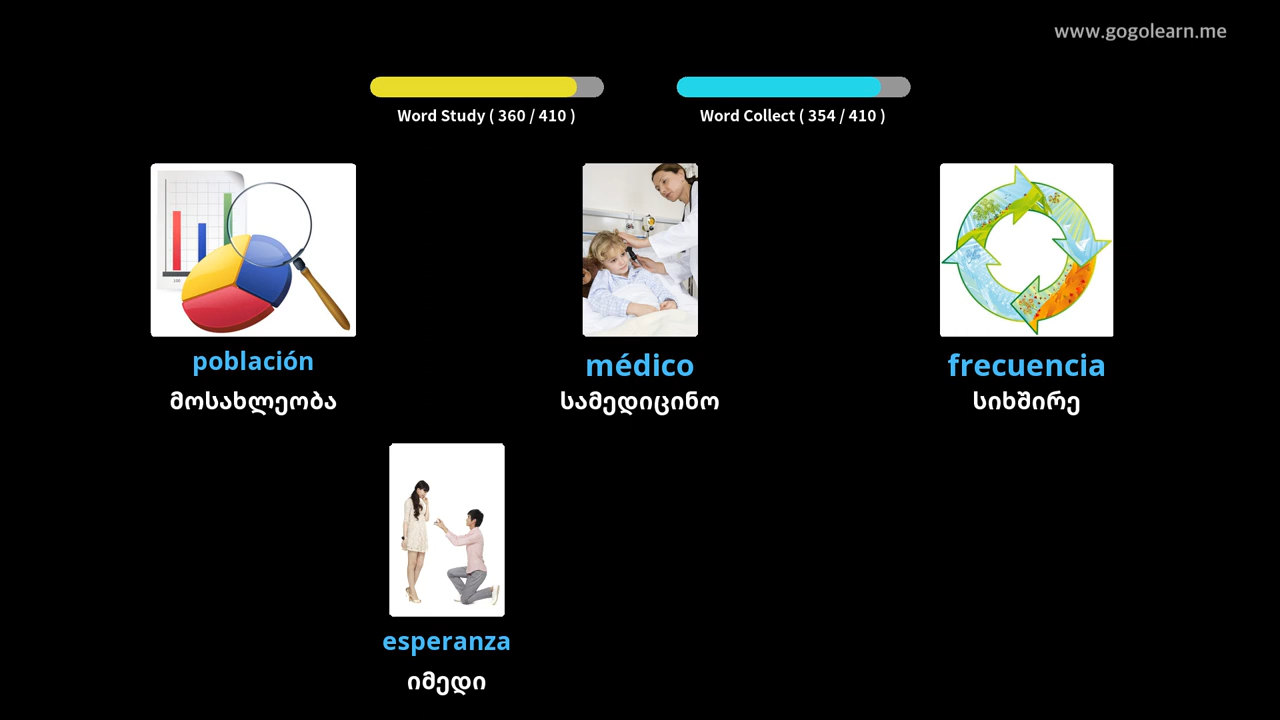 www.gogolearn.me
Word Study ( 360 / 410 )
Word Collect ( 354 / 410 )
población
მოსახლეობა
médico
სამედიცინო
frecuencia
სიხშირე
esperanza
იმედი